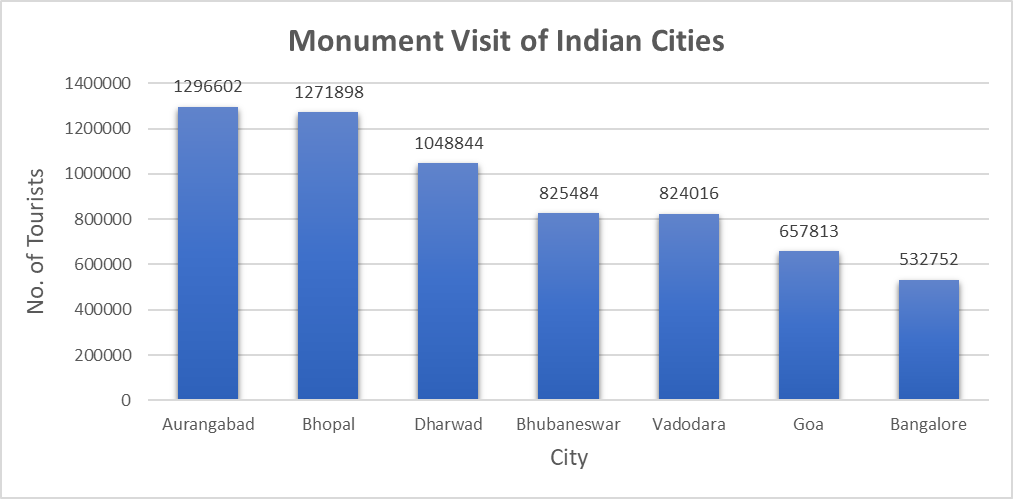 Monument Visit of Indian Cities
No. of Tourists
1400000
1200000
1000000
800000
600000
400000
200000
0
1296602
1271898
1048844
825484
824016
657813
532752
Aurangabad
Bhopal
Dharwad
Bhubaneswar
Vadodara
Goa
Bangalore
City